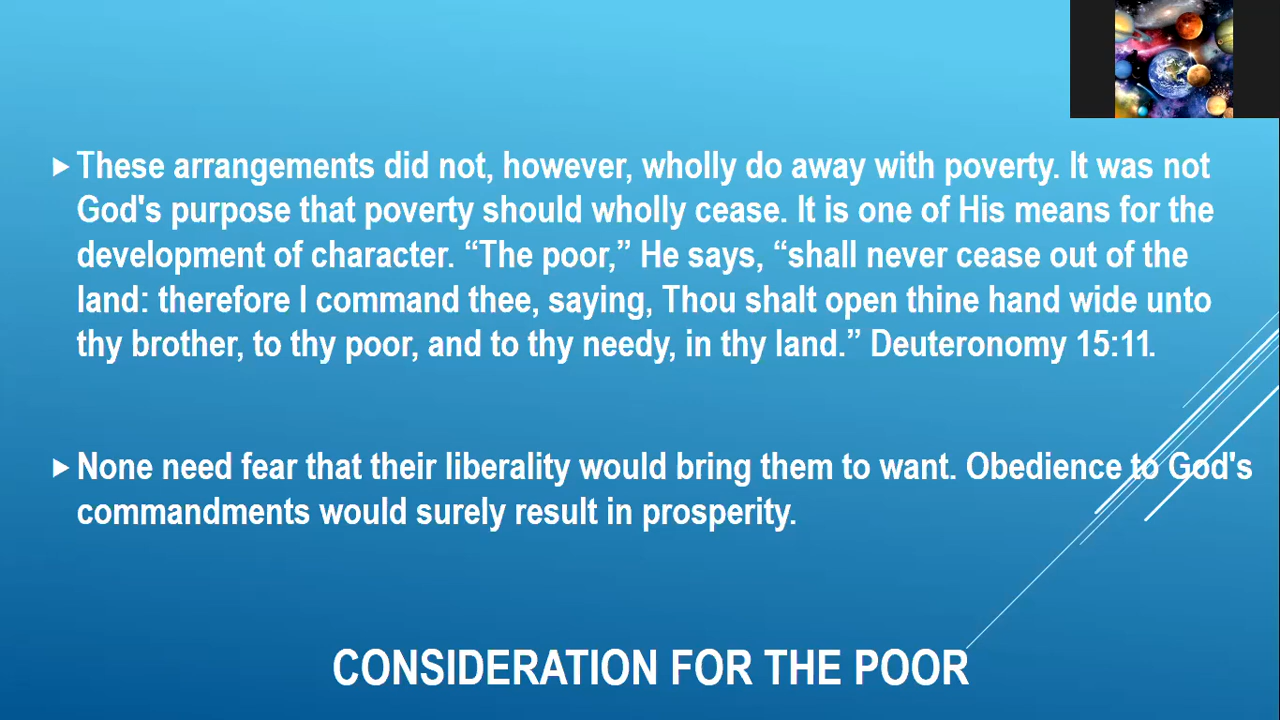 These arrangements did not, however, wholly do away with poverty. It was not
God's purpose that poverty should wholly cease. It is one of His means for the
development of character. “The poor,” He says, “shall never cease out of the
land: therefore I command thee, saying, Thou shalt open thine hand wide unto
thy brother, to thy poor, and to thy needy, in thy land.” Deuteronomy 15:11.
None need fear that their liberality would bring them to want. Obedience to God's
commandments would surely result in prosperity.
CONSIDERATION FOR THE POOR